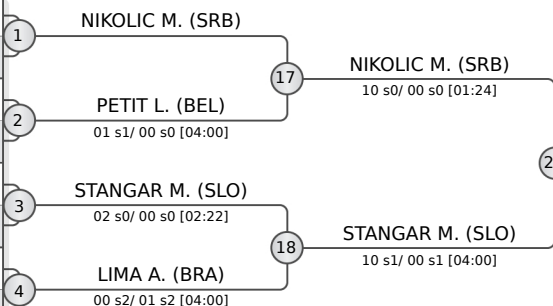 NIKOLIC M. (SRB)
1
17
NIKOLIC M. (SRB)
10 s0/ 00 s0 [01:24]
PETIT L. (BEL)
2
01 s1/ 00 s0 [04:00]
STANGAR M. (SLO)
3
02 s0/ 00 s0 [02:22]
18
STANGAR M. (SLO)
10 s1/ 00 s1 [04:00]
LIMA A. (BRA)
4
00 s2/ 01 s2 [04:00]